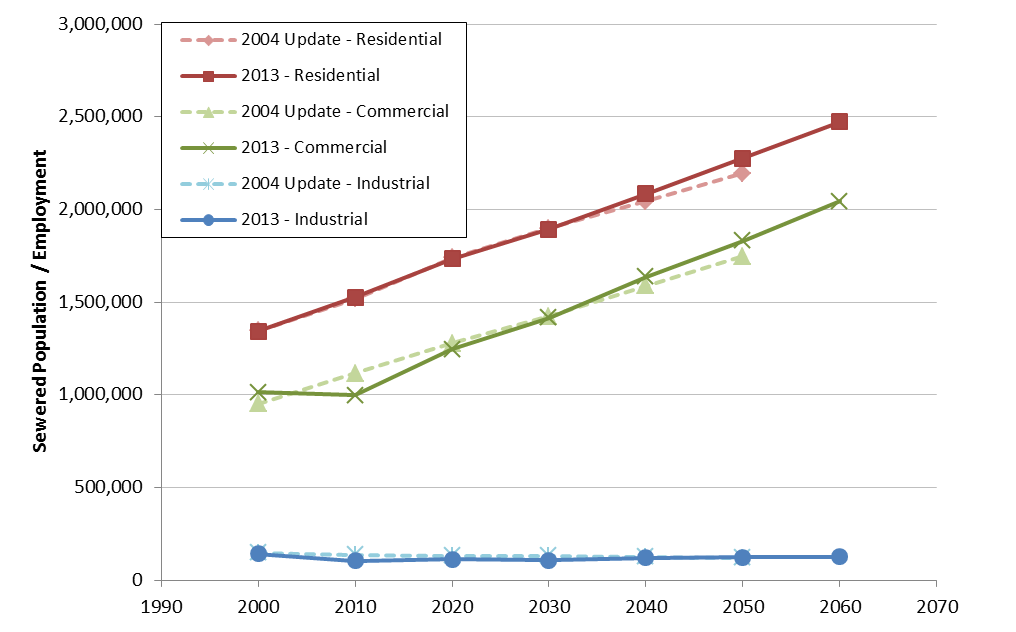 3,000,000
2,500,000
2,000,000
1,500,000
1,000,000
500,000
0
Sewered Population / Employment
2004 Update - Residential
2013 - Residential
2004 Update - Commercial
2013 - Commercial
2004 Update - Industrial
2013 - Industrial
1990 2000 2010 2020 2030 2040 2050 2060 2070